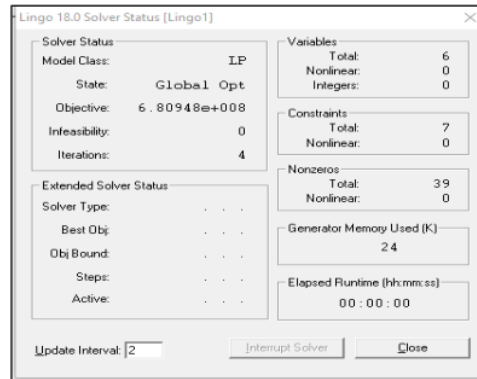 Lingo 18.0 Solver Status [Lingo1]
Solver Status
Model Class: LP
State: Global Opt
Objective: 6.80948e+008
Infeasibility: 0
Iterations: 4
Extended Solver Status
Solver Type: . . .
Best Obj: . . .
Obj Bound: . . .
Steps: . . .
Active: . . .
Update Interval: 2
Variables
Total: 6
Nonlinear: 0
Integers: 0
Constraints
Total: 7
Nonlinear: 0
Nonzeros
Total: 39
Nonlinear: 0
Generator Memory Used (K)
24
Elapsed Runtime (hh:mm:ss)
00:00:00
Interrupt Solver
Close